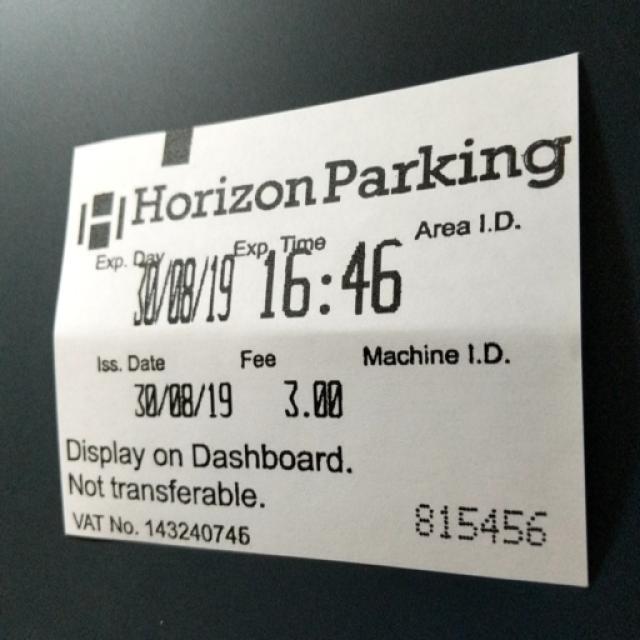 Horizon Parking
Exp. Day Exp. Time Area I.D.
30/08/19 16:46
Iss. Date Fee Machine I.D.
30/08/19 3.00
Display on Dashboard.
Not transferable.
VAT No. 143240746 815456